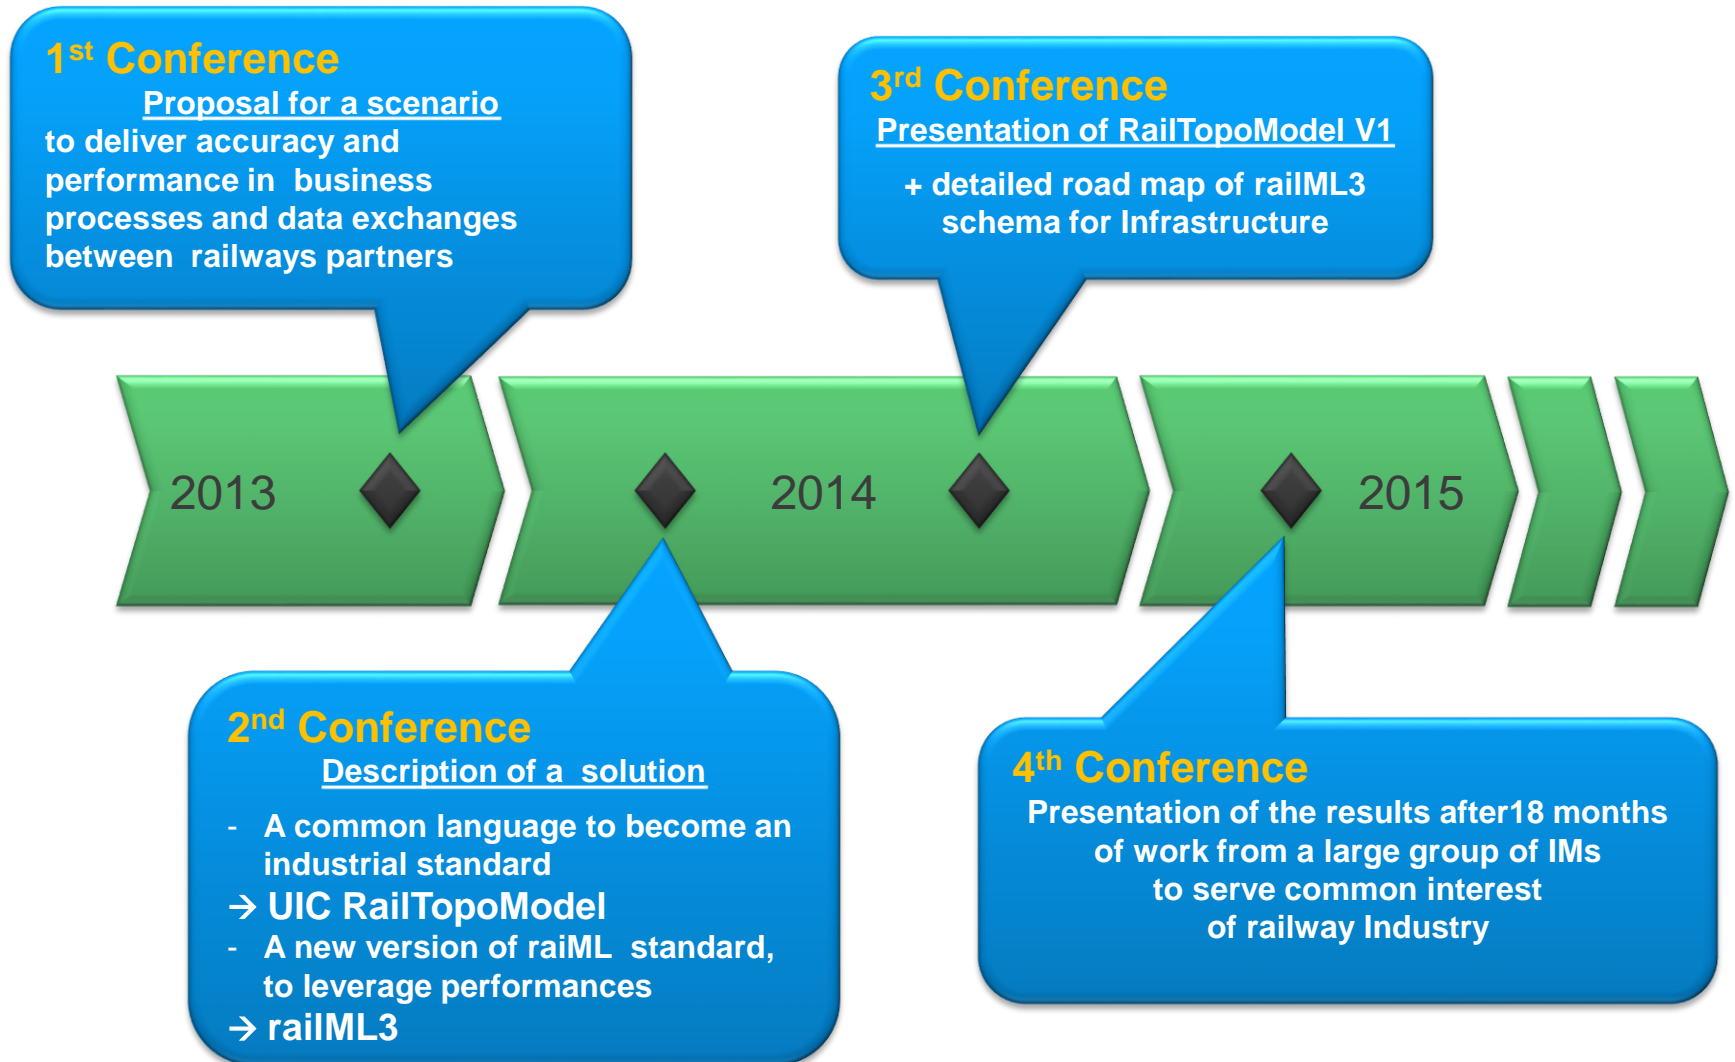 1st Conference
Proposal for a scenario
to deliver accuracy and
performance in business
processes and data exchanges
between railways partners
3rd Conference
Presentation of RailTopoModel V1
+ detailed road map of railML3
schema for Infrastructure
2013
2014
2015
2nd Conference
Description of a solution
- A common language to become an
industrial standard
→ UIC RailTopoModel
- A new version of raiML standard,
to leverage performances
→ railML3
4th Conference
Presentation of the results after18 months
of work from a large group of IMs
to serve common interest
of railway Industry